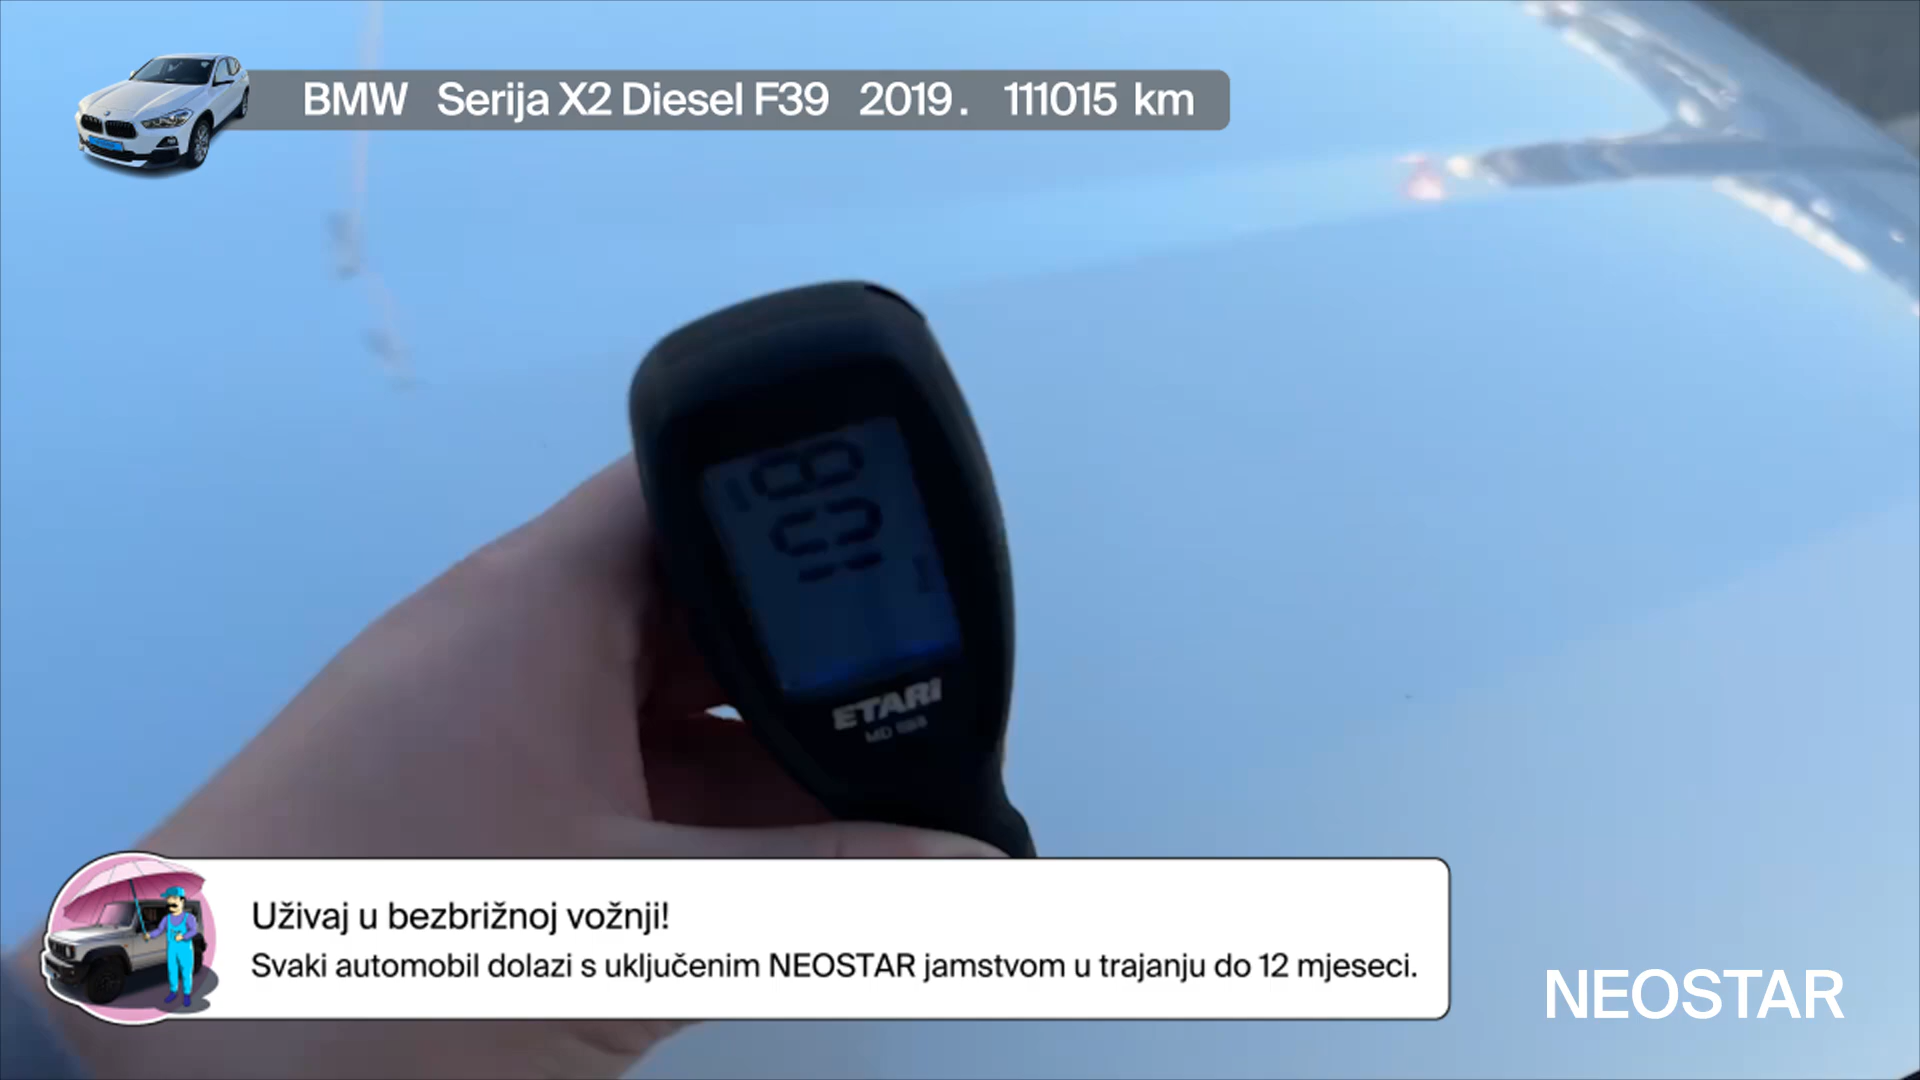 BMW Serija X2 Diesel F39 2019. 111015 km
ETARI
Uživaj u bezbrižnoj vožnji!
Svaki automobil dolazi s uključenim NEOSTAR jamstvom u trajanju do 12 mjeseci.
NEOSTAR